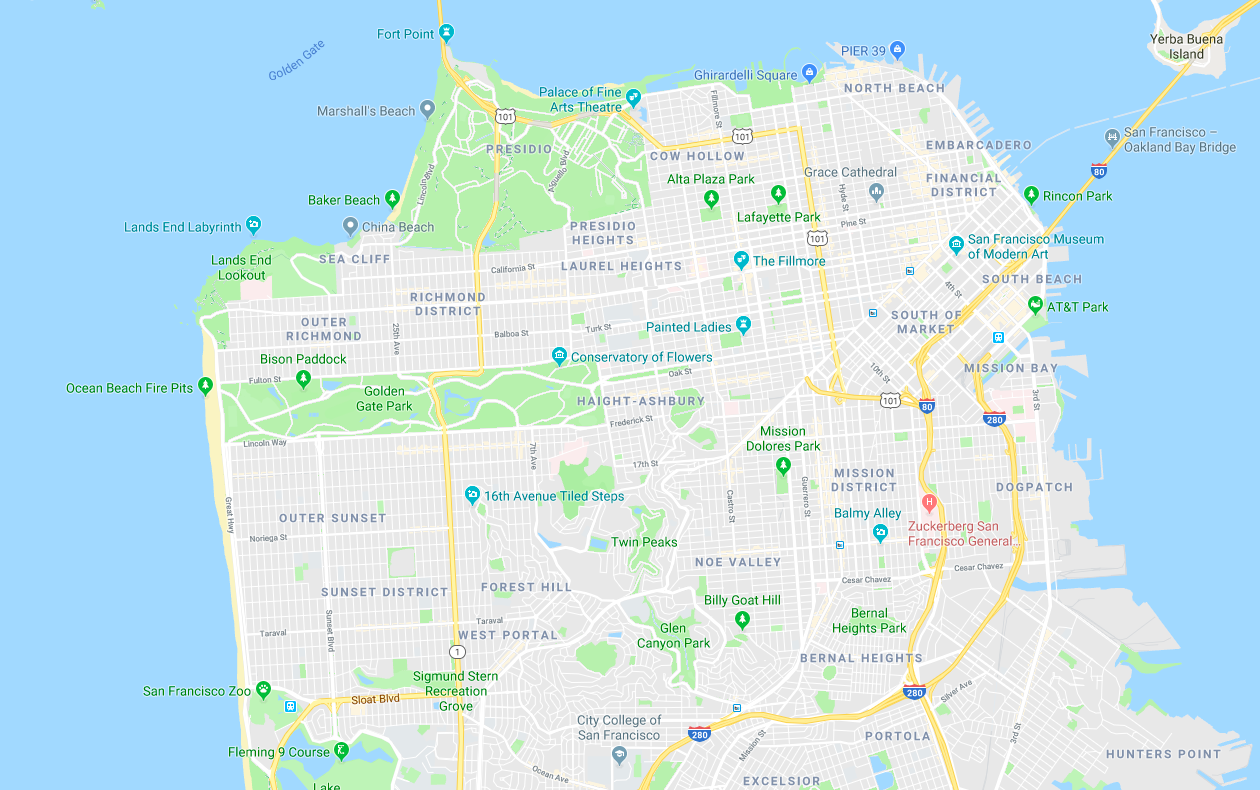 Fort Point
Golden Gate
PIER 39
Yerba Buena
Island
Ghirardelli Square
NORTH BEACH
Palace of Fine
Arts Theatre
Fillmore St
Marshall's Beach
101
101
San Francisco –
Oakland Bay Bridge
PRESIDIO
COW HOLLOW
EMBARCADERO
80
Lincoln Blvd
Arguello Blvd
Alta Plaza Park
Grace Cathedral
FINANCIAL
DISTRICT
Hyde St
Baker Beach
Rincon Park
Lafayette Park
Pine St
Lands End Labyrinth
China Beach
PRESIDIO
HEIGHTS
101
San Francisco Museum
of Modern Art
Lands End
Lookout
SEA CLIFF
California St
LAUREL HEIGHTS
The Fillmore
SOUTH BEACH
4th St
RICHMOND
DISTRICT
AT&T Park
OUTER
RICHMOND
25th Ave
Balboa St
Turk St
Painted Ladies
SOUTH OF
MARKET
Bison Paddock
Conservatory of Flowers
MISSION BAY
Ocean Beach Fire Pits
Fulton St
Oak St
10th St
Golden
Gate Park
HAIGHT-ASHBURY
101
80
3rd St
280
Frederick St
Lincoln Way
7th Ave
Mission
Dolores Park
17th St
MISSION
DISTRICT
Great Hwy
16th Avenue Tiled Steps
Castro St
Guerrero St
H
DOGPATCH
OUTER SUNSET
Balmy Alley
Zuckerberg San
Francisco General...
Noriega St
Twin Peaks
NOE VALLEY
Cesar Chavez
Cesar Chavez
SUNSET DISTRICT
FOREST HILL
Billy Goat Hill
Sunset Blvd
Taraval
Taraval
WEST PORTAL
Glen
Canyon Park
Bernal
Heights Park
1
BERNAL HEIGHTS
Sigmund Stern
Recreation
Grove
San Francisco Zoo
Sloat Blvd
280
Silver Ave
City College of
San Francisco
280
Mission St
PORTOLA
3rd St
Fleming 9 Course
HUNTERS POINT
Ocean Ave
EXCELSIOR
Lake